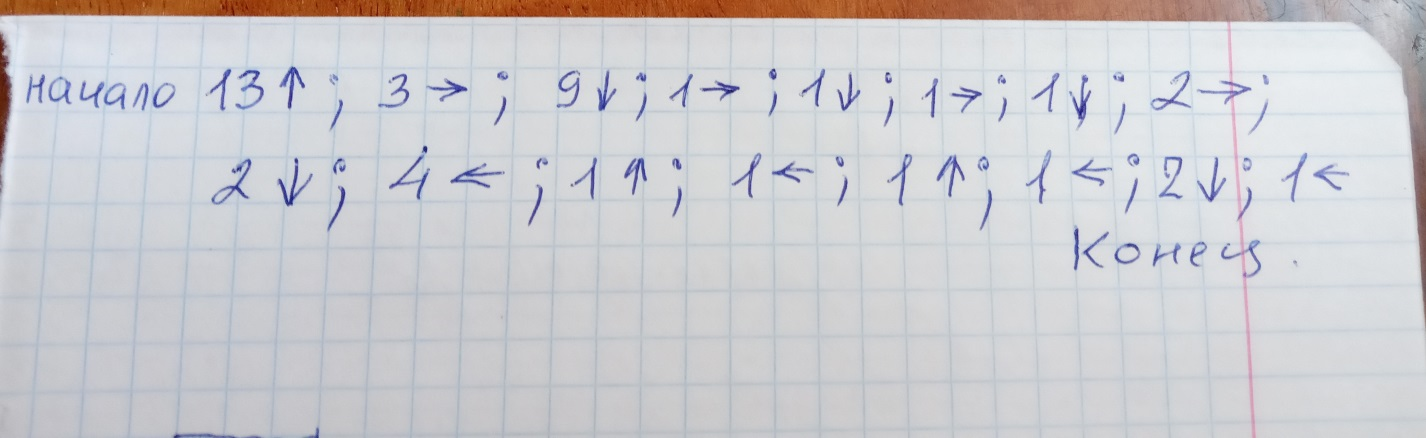 начало 13↑; 3→; 9↓; 1→; 1↓; 1→; 1↓; 2→;
2↓; 4←; 1↑; 1←; 1↑; 1←; 2↓; 1←
Конец.